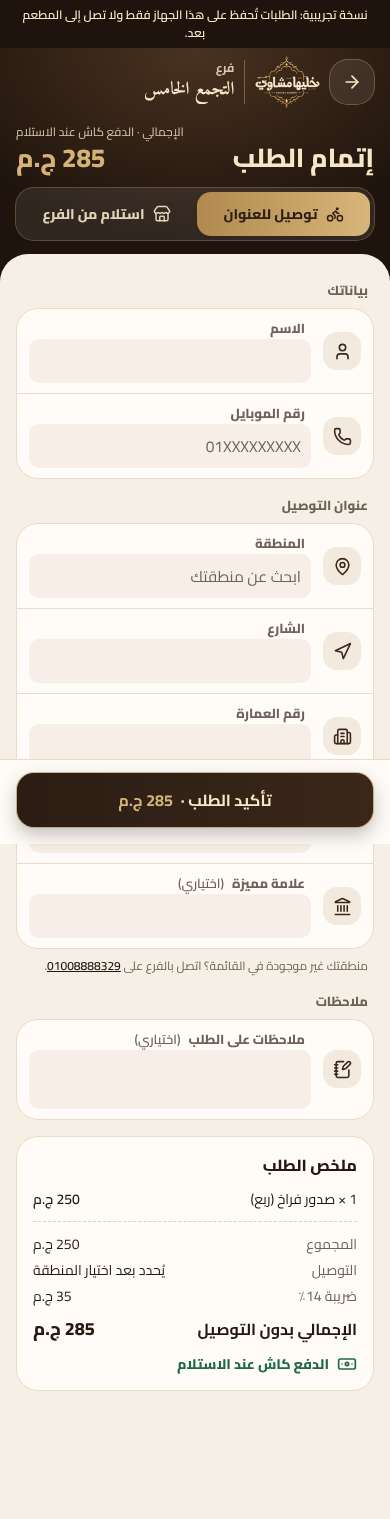 نسخة تجريبية: الطلبات تُحفظ على هذا الجهاز فقط ولا تصل إلى المطعم
بعد.
خليها مشاوي
فرع
التجمع الخامس
الإجمالي · الدفع كاش عند الاستلام
إتمام الطلب
285 ج.م
توصيل للعنوان
استلام من الفرع
بياناتك
الاسم
رقم الموبايل
01XXXXXXXXX
عنوان التوصيل
المنطقة
ابحث عن منطقتك
الشارع
رقم العمارة
تأكيد الطلب · 285 ج.م
علامة مميزة (اختياري)
منطقتك غير موجودة في القائمة؟ اتصل بالفرع على 01008888329.
ملاحظات
ملاحظات على الطلب (اختياري)
ملخص الطلب
1 × صدور فراخ (ربع) 250 ج.م
المجموع 250 ج.م
التوصيل يُحدد بعد اختيار المنطقة
ضريبة 14٪ 35 ج.م
الإجمالي بدون التوصيل 285 ج.م
الدفع كاش عند الاستلام